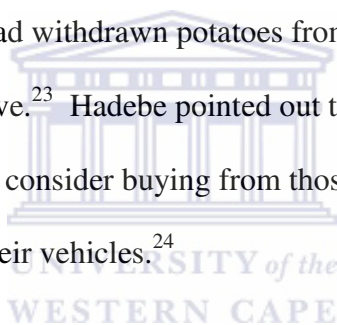 ad withdrawn potatoes from
ve.23 Hadebe pointed out t
consider buying from those
eir vehicles.24
UNIVERSITY of the
WESTERN CAPE